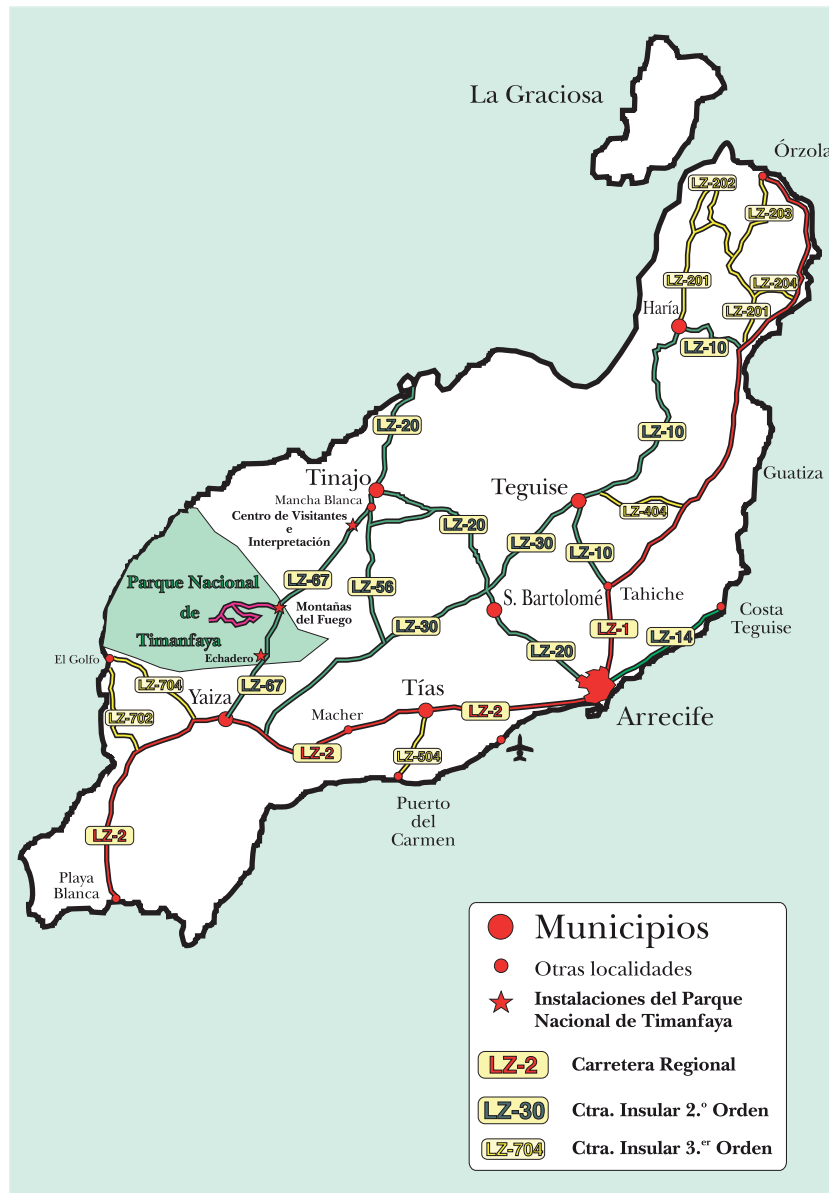 La Graciosa
Órzola
LZ-202
LZ-203
LZ-201
LZ-204
Haría
LZ-201
LZ-10
LZ-20
LZ-10
Guatiza
Tinajo
Teguise
Mancha Blanca
Centro de Visitantes
e
Interpretación
LZ-20
LZ-404
LZ-30
LZ-10
Parque Nacional
de
Timanfaya
LZ-67
LZ-56
Montañas
del Fuego
S. Bartolomé
Tahiche
Costa
Teguise
LZ-30
LZ-1
LZ-14
El Golfo
Echadero
LZ-20
LZ-704
LZ-67
Yaiza
Tías
LZ-702
Macher
LZ-2
Arrecife
LZ-2
LZ-504
Puerto
del
Carmen
LZ-2
Playa
Blanca
Municipios
Otras localidades
Instalaciones del Parque
Nacional de Timanfaya
LZ-2 Carretera Regional
LZ-30 Ctra. Insular 2.º Orden
LZ-704 Ctra. Insular 3.er Orden